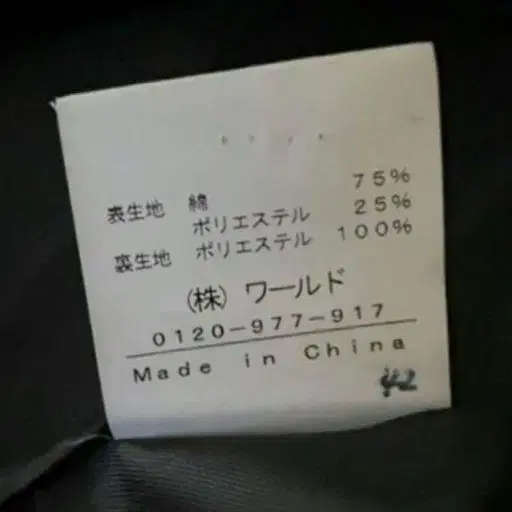 表生地 綿 75%
ポリエステル 25%
裏生地 ポリエステル 100%
(株) ワールド
0120-977-917
Made in China
42